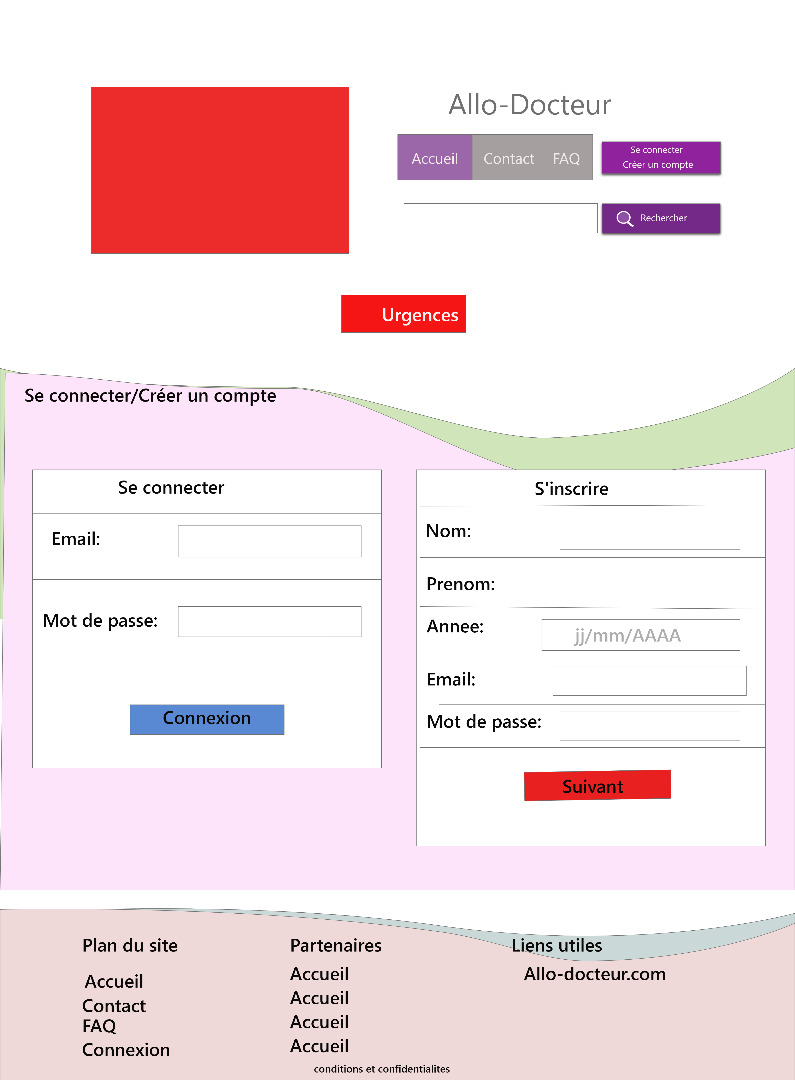 Allo-Docteur
Accueil
Contact
FAQ
Se connecter
Créer un compte
Rechercher
Urgences
Se connecter/Créer un compte
Se connecter
Email:
Mot de passe:
Connexion
S'inscrire
Nom:
Prenom:
Annee:
jj/mm/AAAA
Email:
Mot de passe:
Suivant
Plan du site
Accueil
Contact
FAQ
Connexion
Partenaires
Accueil
Accueil
Accueil
Accueil
Liens utiles
Allo-docteur.com
conditions et confidentialites